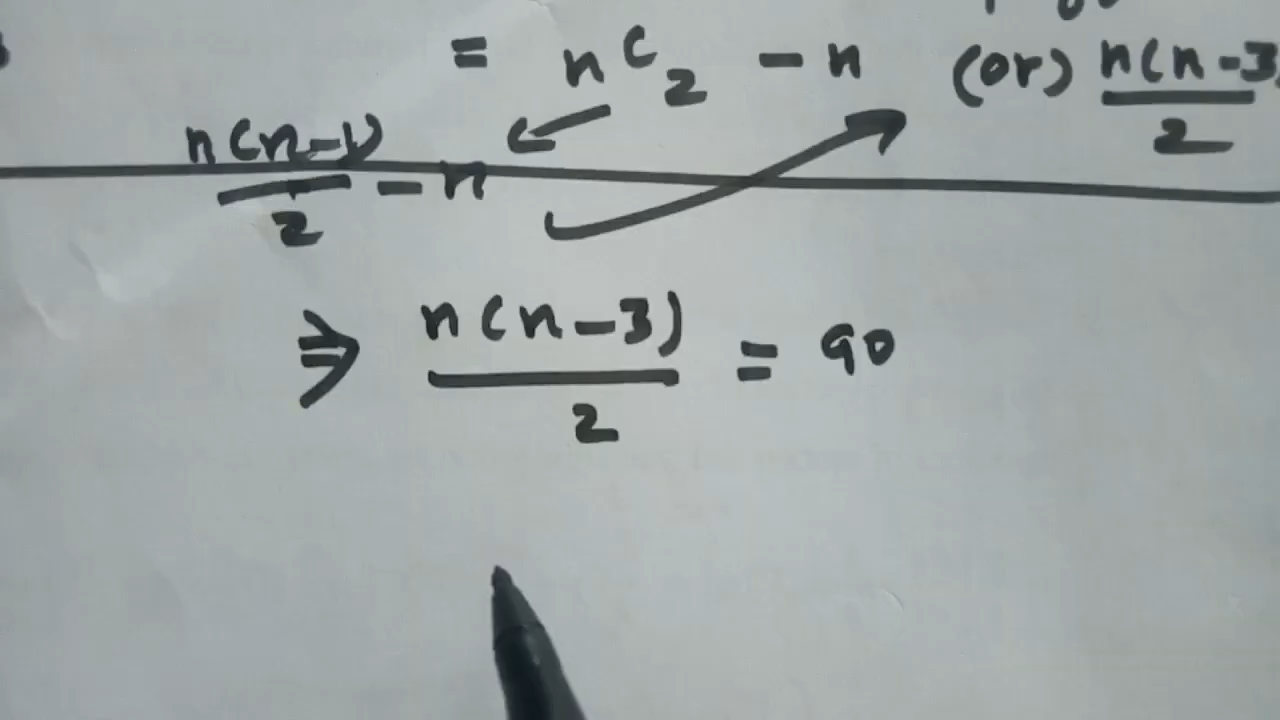 = nC2 - n (or) n(n-3)/2
n(n-1)/2 - n
⇒ n(n-3)/2 = 90